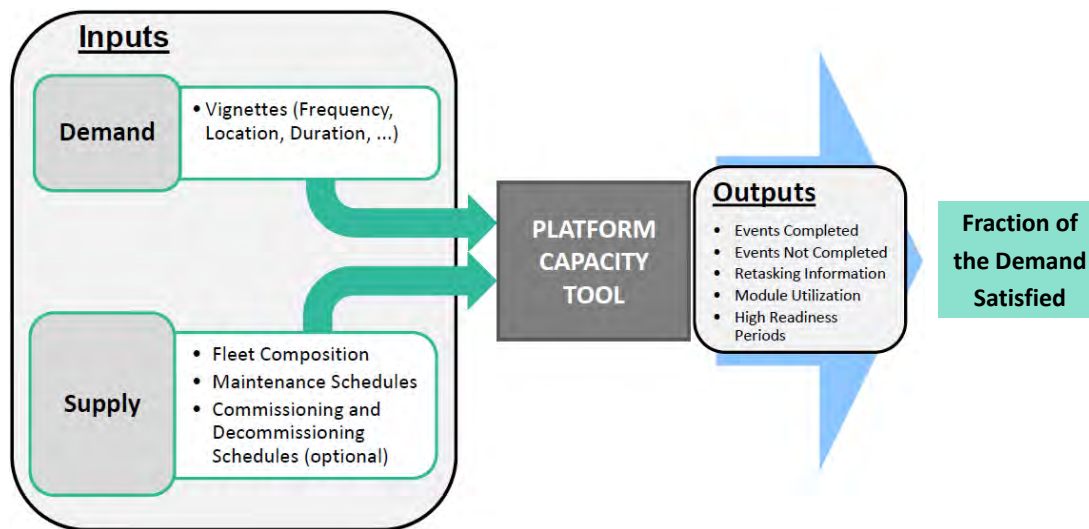 Inputs
Demand
• Vignettes (Frequency,
Location, Duration, ...)
Supply
• Fleet Composition
• Maintenance Schedules
• Commissioning and
Decommissioning
Schedules (optional)
PLATFORM
CAPACITY
TOOL
Outputs
• Events Completed
• Events Not Completed
• Retasking Information
• Module Utilization
• High Readiness
Periods
Fraction of
the Demand
Satisfied